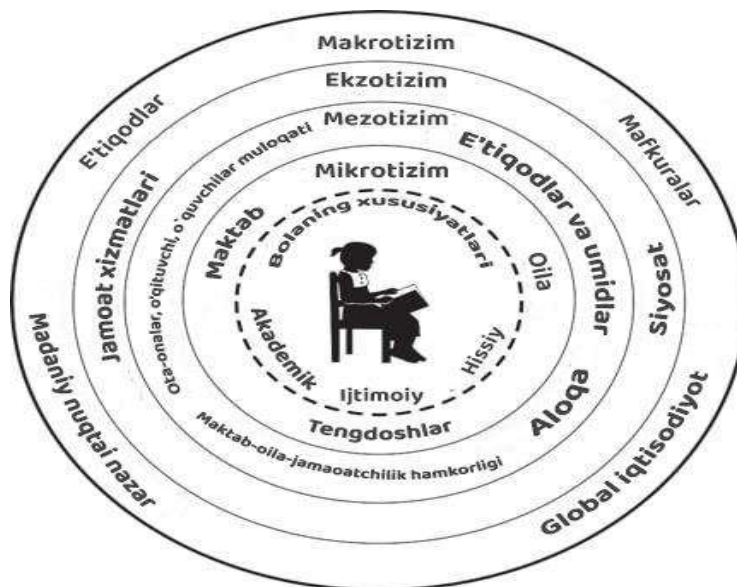 Makrotizim
E'tiqodlar
Mafkuralar
Madaniy nuqtai nazar
Global iqtisodiyot
Ekzotizim
Jamoat xizmatlari
Siyosat
Mezotizim
Ota-onalar, o'qituvchi, o`quvchilar muloqati
E'tiqodlar va umidlar
Aloqa
Maktab-oila-jamaoatchilik hamkorligi
Mikrotizim
Maktab
Oila
Tengdoshlar
Bolaning xususiyatlari
Akademik
Ijtimoiy
Hissiy